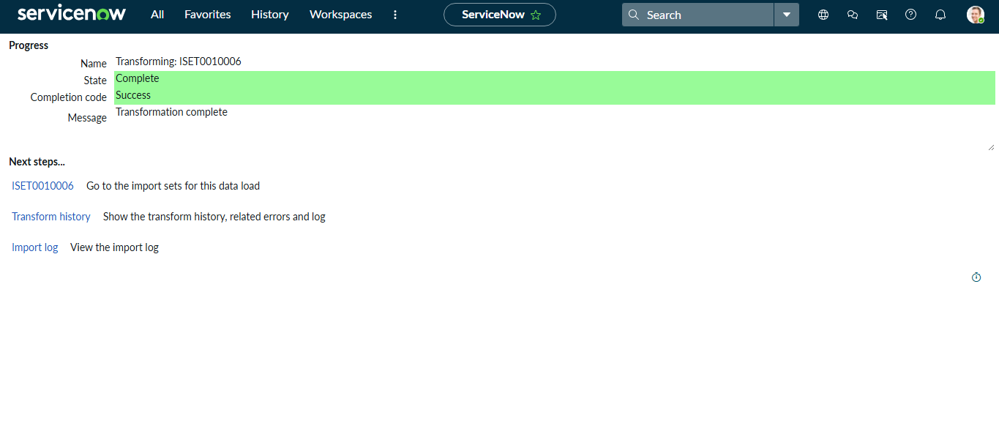 servicenow All Favorites History Workspaces ServiceNow Search
Progress
Name Transforming: ISET0010006
State Complete
Completion code Success
Message Transformation complete
Next steps...
ISET0010006 Go to the import sets for this data load
Transform history Show the transform history, related errors and log
Import log View the import log